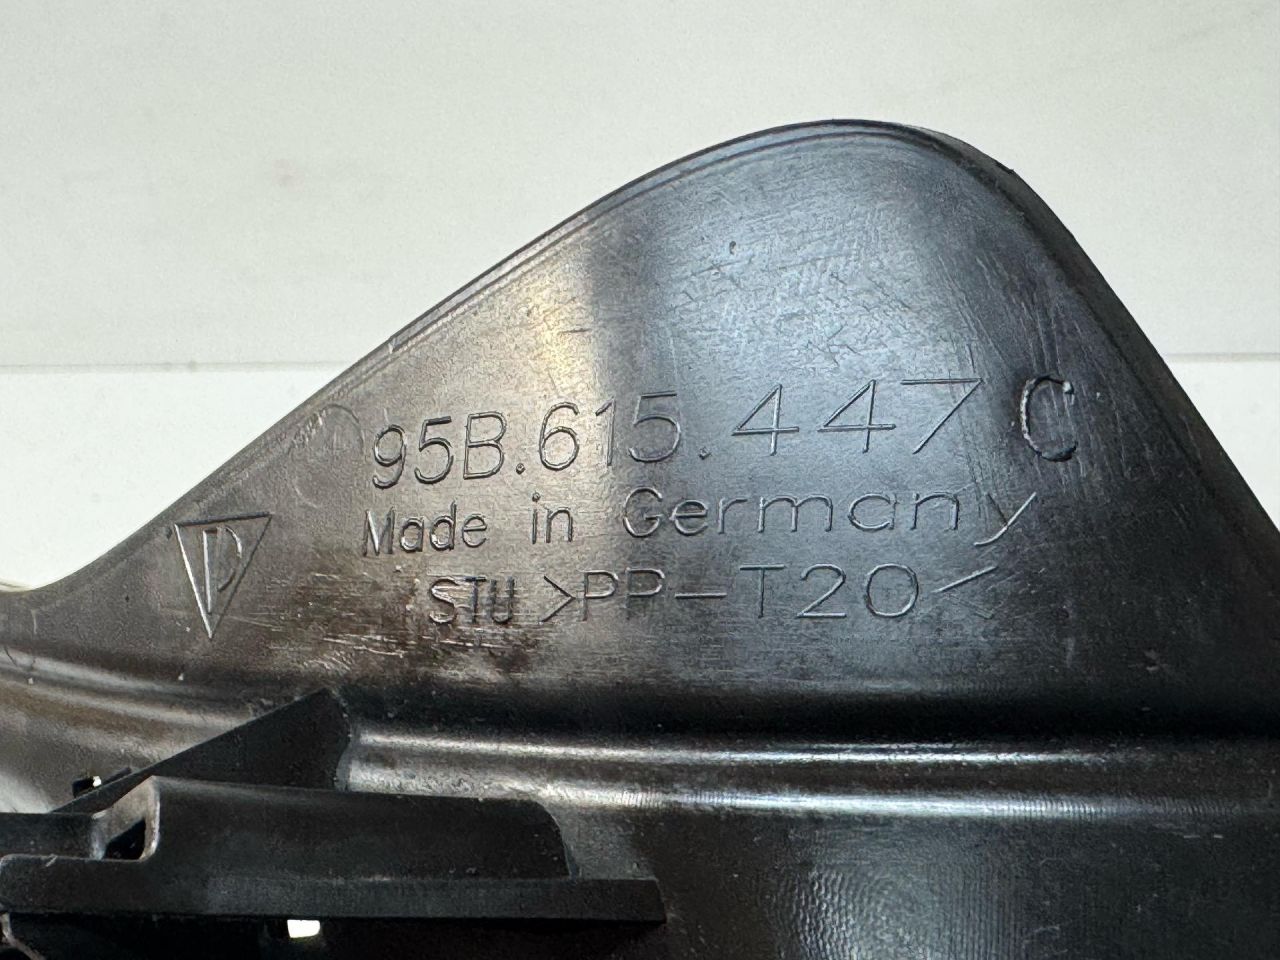 95B.615.447 C
Made in Germany
STU >PP-T20<